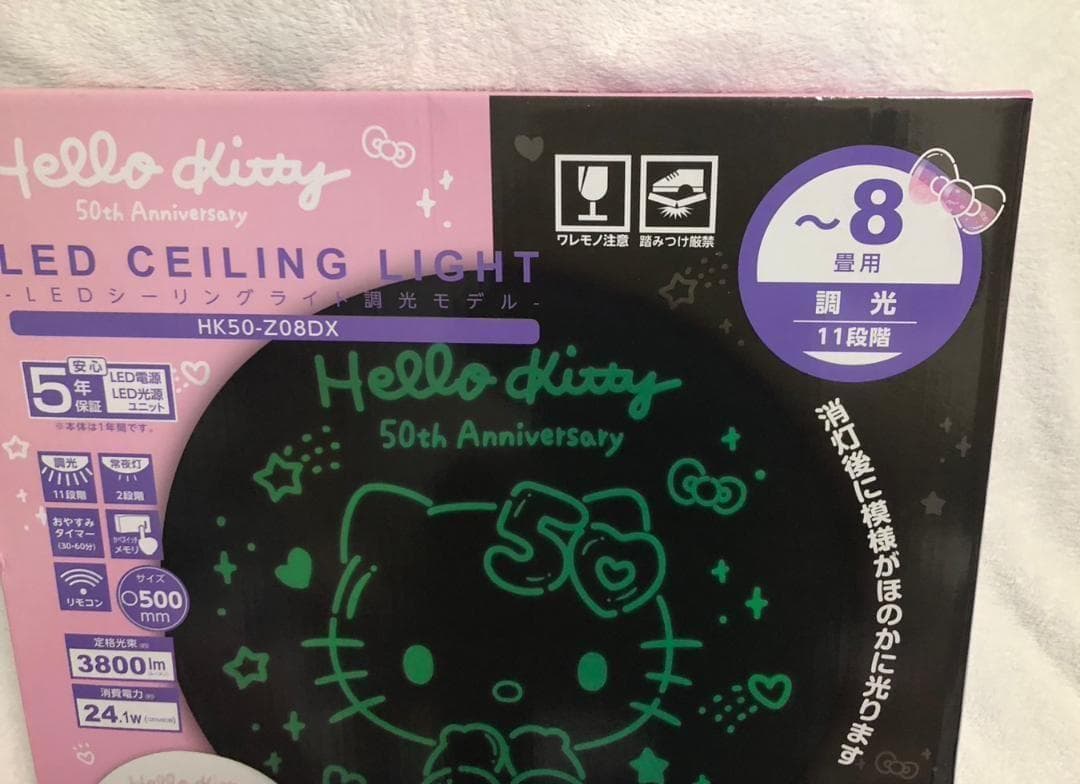 Hello Kitty
50th Anniversary
LED CEILING LIGHT
-LEDシーリングライト調光モデル-
HK50-Z08DX
ワレモノ注意
踏みつけ厳禁
～8
畳用
調光
11段階
安心
5年
保証
LED電源
LED光源
ユニット
※本体は1年間です。
調光
11段階
常夜灯
2段階
おやすみ
タイマー
(30-60分)
メモリ
リモコン
サイズ
○500
mm
定格光束
3800lm
消費電力
24.1w
Hello Kitty
50th Anniversary
50
消灯後に模様がほのかに光ります